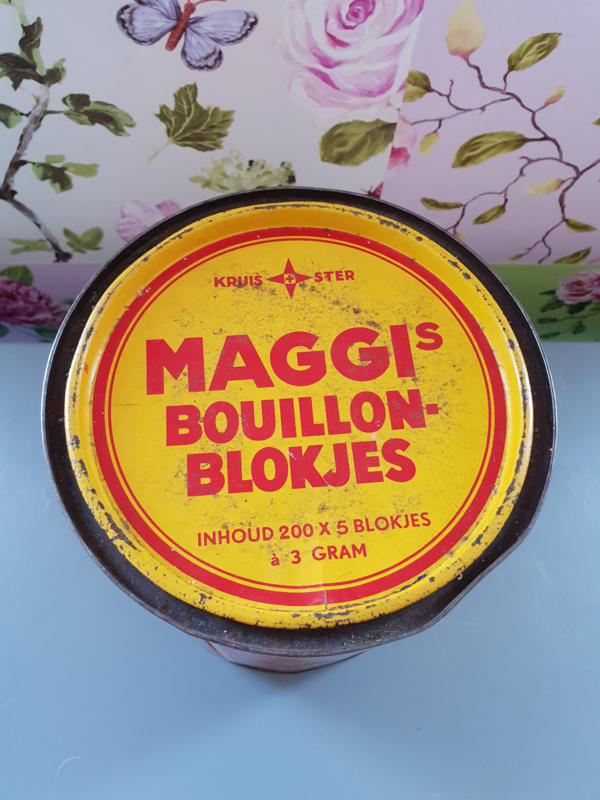 KRUIS STER
MAGGIS
BOUILLON-
BLOKJES
INHOUD 200 X 5 BLOKJES
à 3 GRAM